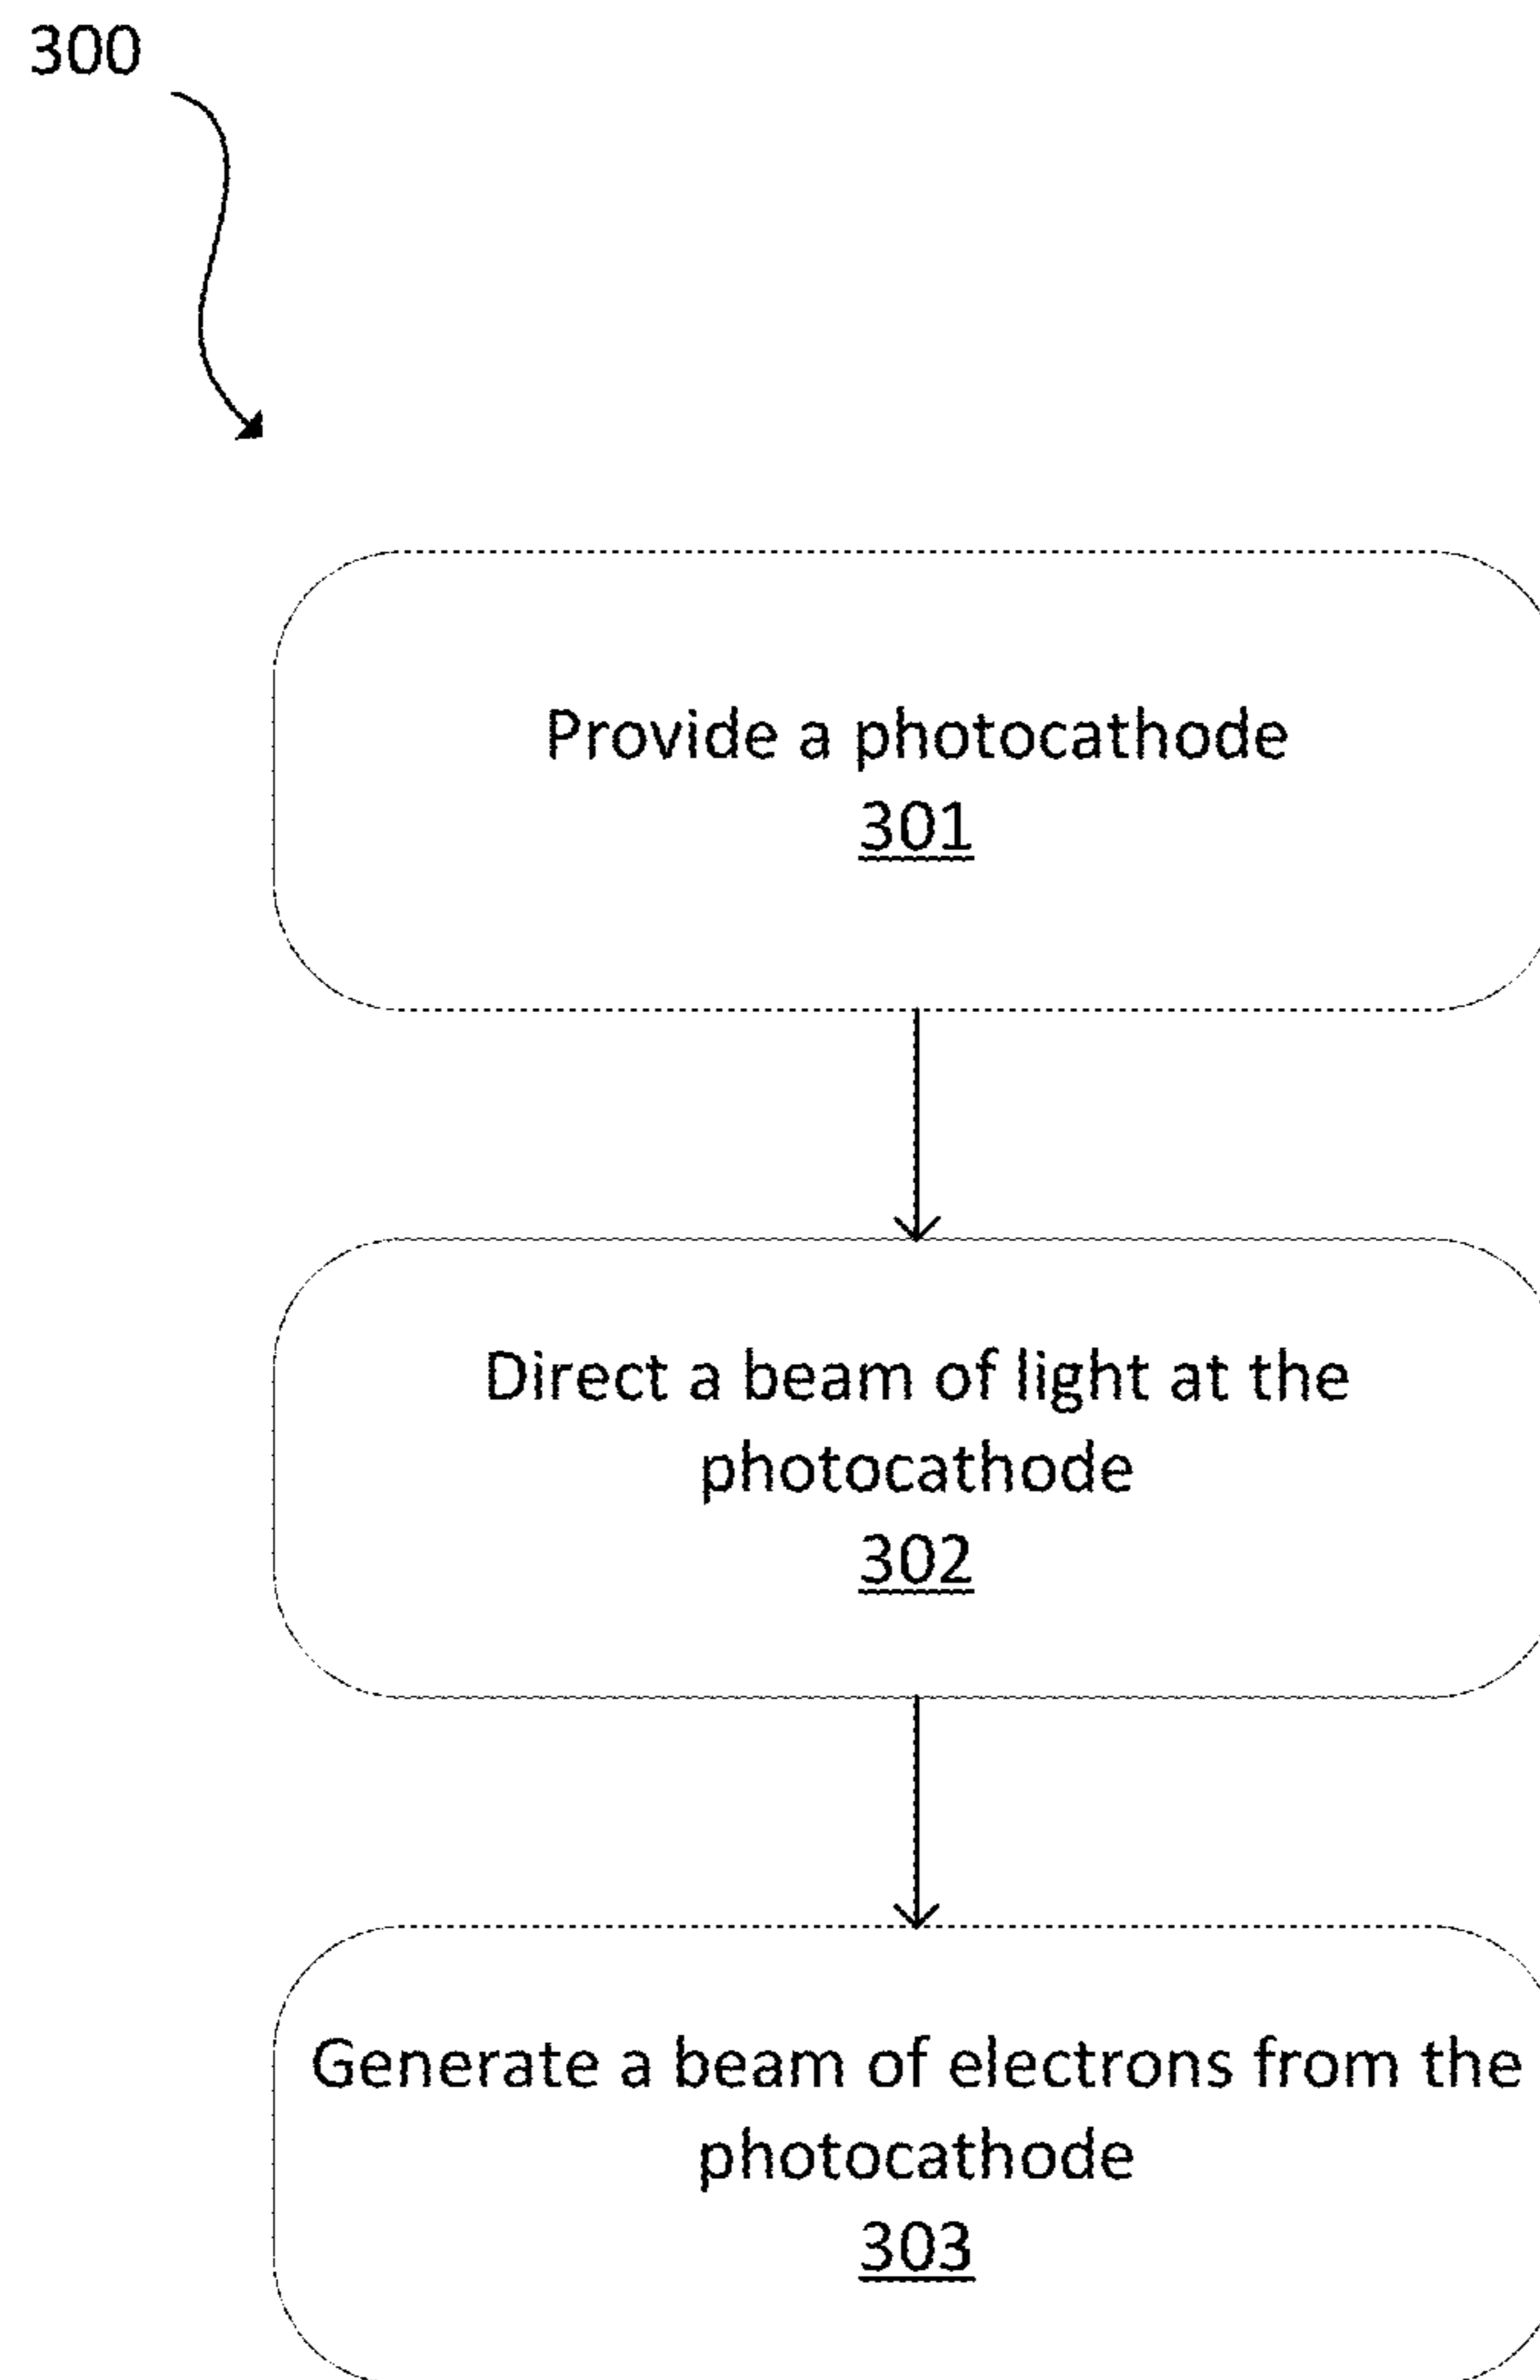 300
Provide a photocathode
301
Direct a beam of light at the
photocathode
302
Generate a beam of electrons from the
photocathode
303